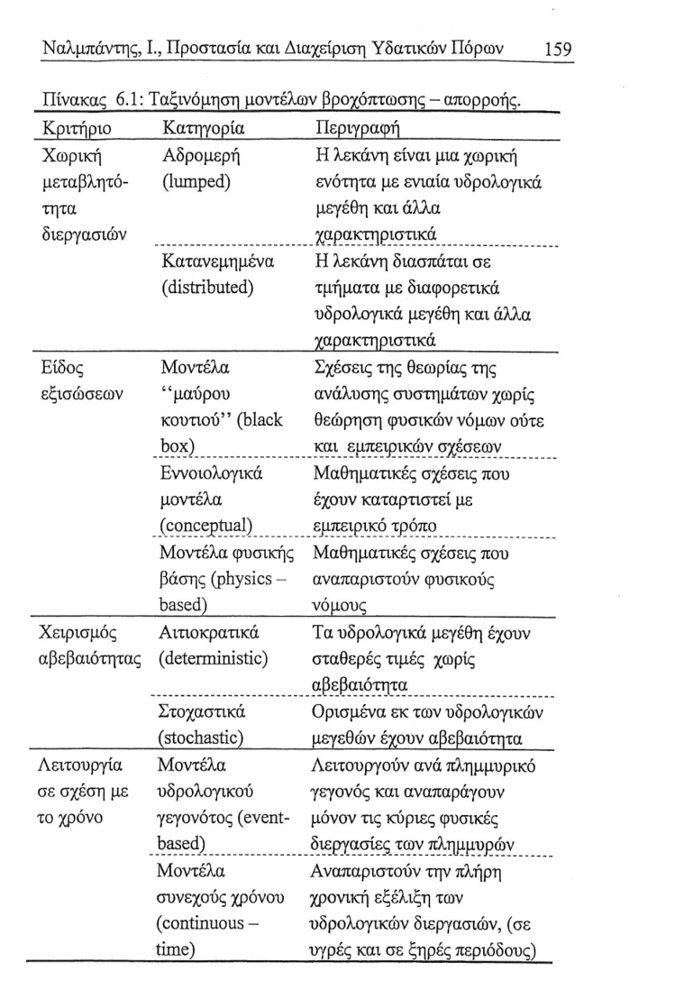 Ναλμπάντης, Ι., Προστασία και Διαχείριση Υδατικών Πόρων 159
Πίνακας 6.1: Ταξινόμηση μοντέλων βροχόπτωσης – απορροής.
Κριτήριο Κατηγορία Περιγραφή
Χωρική Αδρομερή Η λεκάνη είναι μια χωρική
μεταβλητό- (lumped) ενότητα με ενιαία υδρολογικά
τητα μεγέθη και άλλα
διεργασιών χαρακτηριστικά
Κατανεμημένα Η λεκάνη διασπάται σε
(distributed) τμήματα με διαφορετικά
υδρολογικά μεγέθη και άλλα
χαρακτηριστικά
Είδος Μοντέλα Σχέσεις της θεωρίας της
εξισώσεων “μαύρου ανάλυσης συστημάτων χωρίς
κουτιού” (black θεώρηση φυσικών νόμων ούτε
box) και εμπειρικών σχέσεων
Εννοιολογικά Μαθηματικές σχέσεις που
μοντέλα έχουν καταρτιστεί με
(conceptual) εμπειρικό τρόπο
Μοντέλα φυσικής Μαθηματικές σχέσεις που
βάσης (physics – αναπαριστούν φυσικούς
based) νόμους
Χειρισμός Αιτιοκρατικά Τα υδρολογικά μεγέθη έχουν
αβεβαιότητας (deterministic) σταθερές τιμές χωρίς
αβεβαιότητα
Στοχαστικά Ορισμένα εκ των υδρολογικών
(stochastic) μεγεθών έχουν αβεβαιότητα
Λειτουργία Μοντέλα Λειτουργούν ανά πλημμυρικό
σε σχέση με υδρολογικού γεγονός και αναπαράγουν
το χρόνο γεγονότος (event- μόνον τις κύριες φυσικές
based) διεργασίες των πλημμυρών
Μοντέλα Αναπαριστούν την πλήρη
συνεχούς χρόνου χρονική εξέλιξη των
(continuous – υδρολογικών διεργασιών, (σε
time) υγρές και σε ξηρές περιόδους)